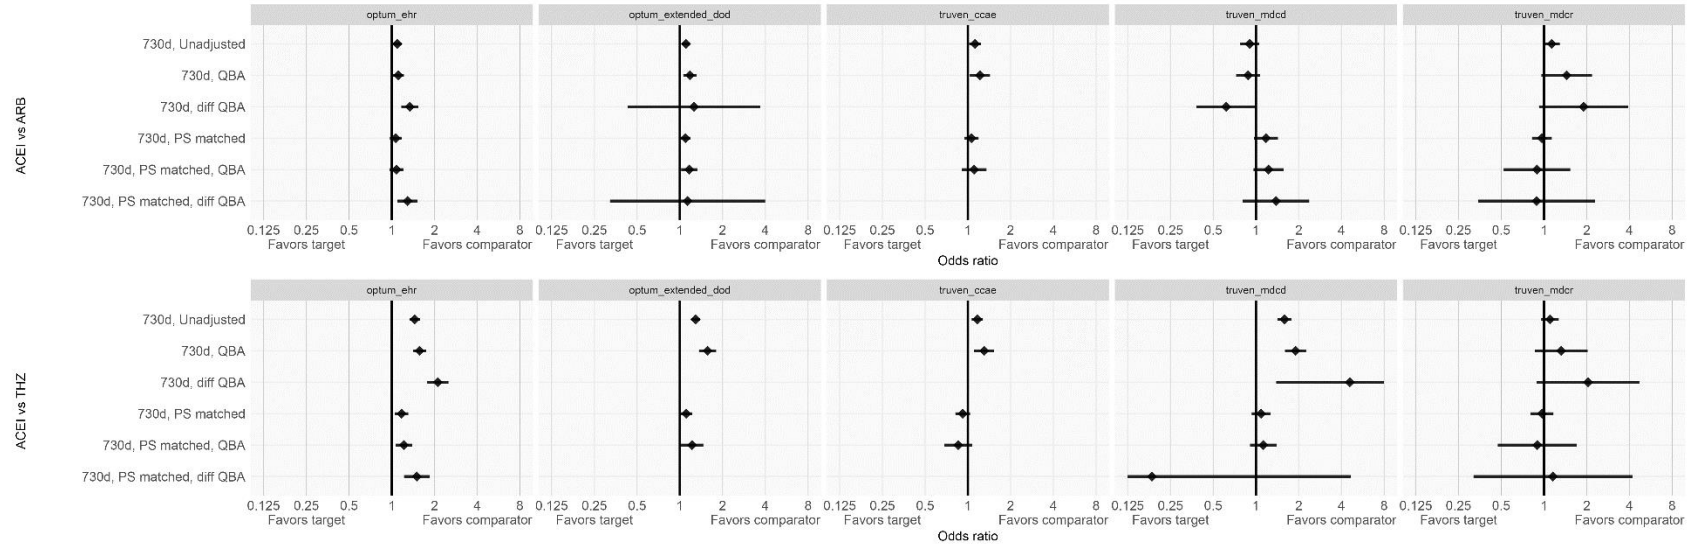 ACEI vs ARB
optum_ehr optum_extended_dod truven_ccae truven_mdcd truven_mdcr
730d, Unadjusted
730d, QBA
730d, diff QBA
730d, PS matched
730d, PS matched, QBA
730d, PS matched, diff QBA
0.125 0.25 0.5 1 2 4 8 0.125 0.25 0.5 1 2 4 8 0.125 0.25 0.5 1 2 4 8 0.125 0.25 0.5 1 2 4 8 0.125 0.25 0.5 1 2 4 8
Favors target Favors comparator Favors target Favors comparator Favors target Favors comparator Favors target Favors comparator Favors target Favors comparator
Odds ratio
ACEI vs THZ
optum_ehr optum_extended_dod truven_ccae truven_mdcd truven_mdcr
730d, Unadjusted
730d, QBA
730d, diff QBA
730d, PS matched
730d, PS matched, QBA
730d, PS matched, diff QBA
0.125 0.25 0.5 1 2 4 8 0.125 0.25 0.5 1 2 4 8 0.125 0.25 0.5 1 2 4 8 0.125 0.25 0.5 1 2 4 8 0.125 0.25 0.5 1 2 4 8
Favors target Favors comparator Favors target Favors comparator Favors target Favors comparator Favors target Favors comparator Favors target Favors comparator
Odds ratio